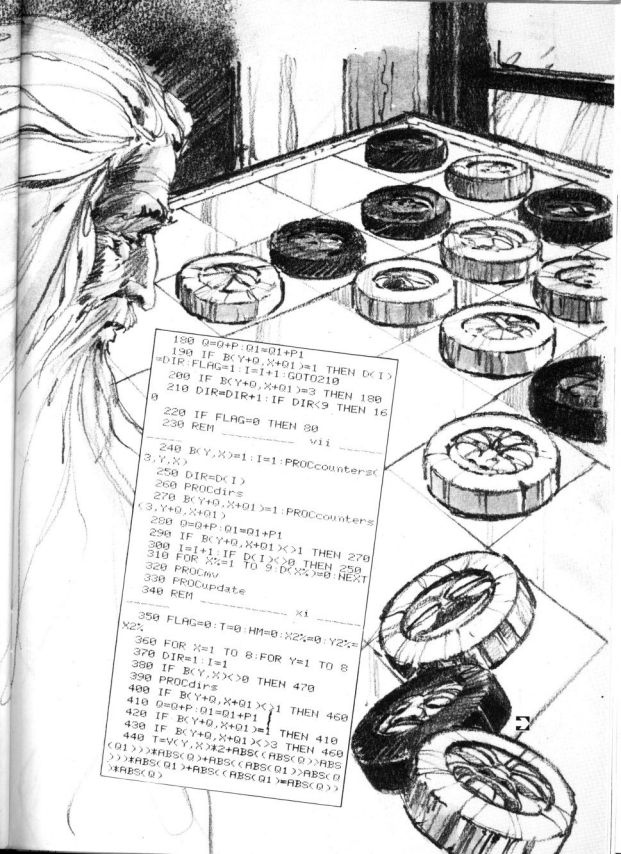 180 Q=Q+P:Q1=Q1+P1
190 IF B(Y+Q,X+Q1)=1 THEN D(I)
=DIR:FLAG=1:I=I+1:GOTO210
200 IF B(Y+Q,X+Q1)=3 THEN 180
210 DIR=DIR+1:IF DIR<9 THEN 16
0
220 IF FLAG=0 THEN 80
230 REM __________ vii ______
______
240 B(Y,X)=1:I=1:PROCcounters(
3,Y,X)
250 DIR=D(I)
260 PROCdirs
270 B(Y+Q,X+Q1)=1:PROCcounters
(3,Y+Q,X+Q1)
280 Q=Q+P:Q1=Q1+P1
290 IF B(Y+Q,X+Q1)<>1 THEN 270
300 I=I+1:IF D(I)<>0 THEN 250
310 FOR X%=1 TO 9:D(X%)=0:NEXT
320 PROCmv
330 PROCupdate
340 REM __________ xi ______
______
350 FLAG=0:T=0:HM=0:X2%=0:Y2%=
X2%
360 FOR X=1 TO 8:FOR Y=1 TO 8
370 DIR=1:I=1
380 IF B(Y,X)<>0 THEN 470
390 PROCdirs
400 IF B(Y+Q,X+Q1)<>1 THEN 460
410 Q=Q+P:Q1=Q1+P1
420 IF B(Y+Q,X+Q1)=1 THEN 410
430 IF B(Y+Q,X+Q1)<>3 THEN 460
440 T=V(Y,X)*2+ABS((ABS(Q)>ABS
(Q1)))*ABS(Q)+ABS((ABS(Q1)>ABS(Q
)))*ABS(Q1)+ABS((ABS(Q1)=ABS(Q))
)*ABS(Q)